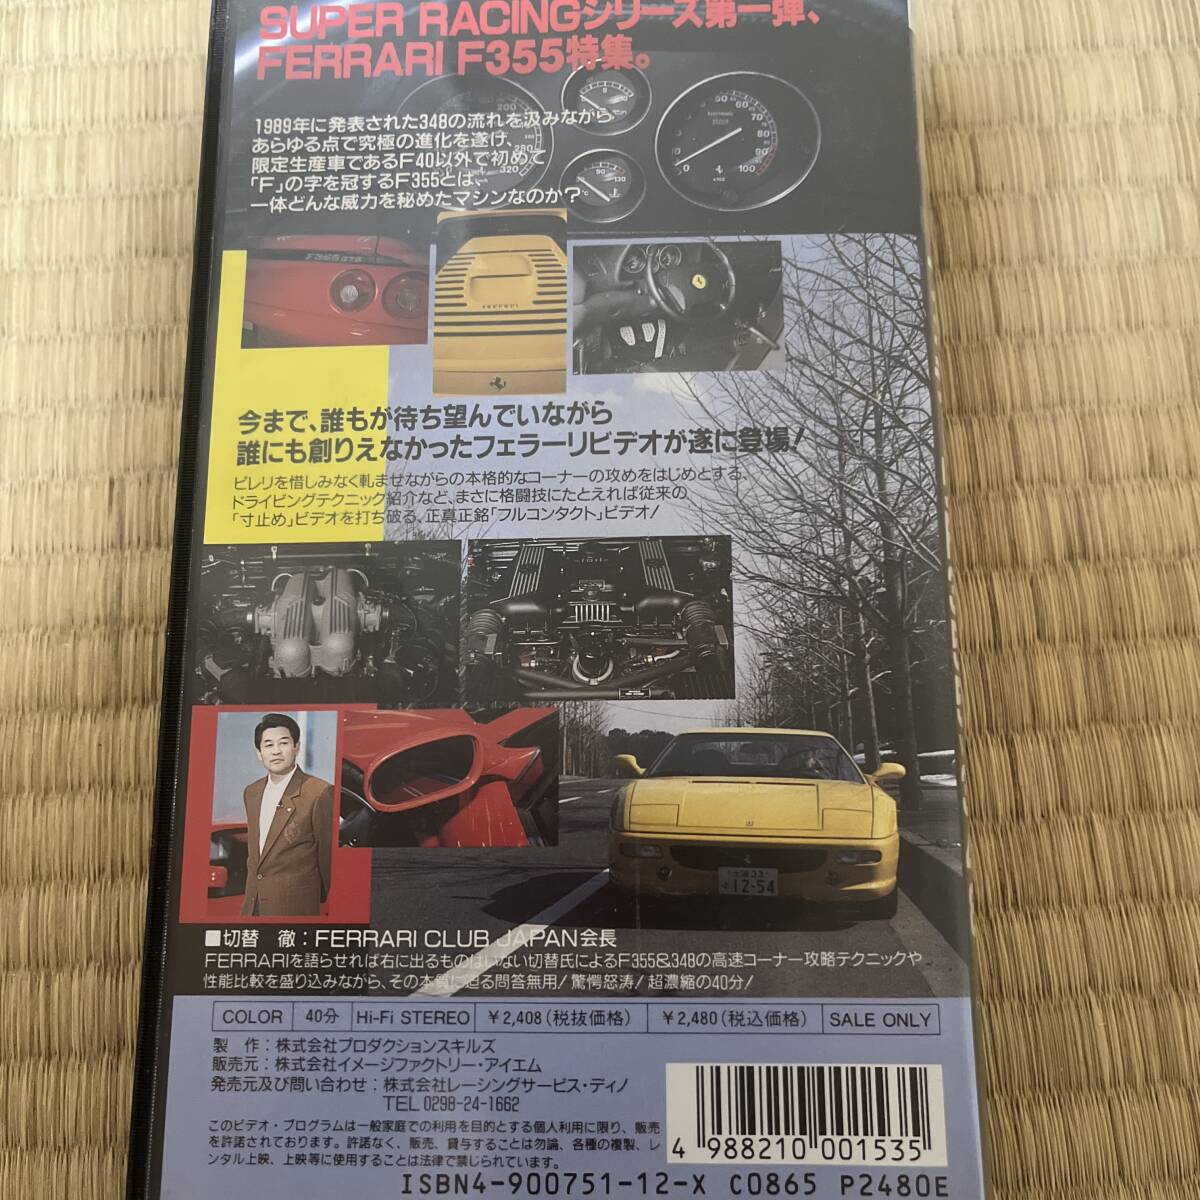 SUPER RACINGシリーズ第一弾、
FERRARI F355特集。
1989年に発表された348の流れを汲みながら
あらゆる点で究極の進化を遂げ、
限定生産車であるF40以外で初めて
「F」の字を冠するF355とは、
一体どんな威力を秘めたマシンなのか?
F355 GTS
FERRARI
今まで、誰もが待ち望んでいながら
誰にも創りえなかったフェラーリビデオが遂に登場!
ピレリを惜しみなく軋ませながらの本格的なコーナーの攻めをはじめとする
ドライビングテクニック紹介など、まさに格闘技にたとえれば従来の
「寸止め」ビデオを打ち破る、正真正銘「フルコンタクト」ビデオ!
12-54
■切替 徹:FERRARI CLUB JAPAN会長
FERRARIを語らせれば右に出るものはいない切替氏によるF355&348の高速コーナー攻略テクニックや
性能比較を盛り込みながら、その本質に迫る問答無用!驚愕怒涛!超濃縮の40分!
COLOR 40分 Hi-Fi STEREO ¥2,408(税抜価格) ¥2,480(税込価格) SALE ONLY
製 作:株式会社プロダクションスキルズ
販売元:株式会社イメージファクトリー・アイエム
発売元及び問い合わせ:株式会社レーシングサービス・ディノ
TEL 0298-24-1662
このビデオ・プログラムは一般家庭での利用を目的とする個人利用に限り、販売
を許諾しております。許諾なく、販売、貸与することは勿論、各種の複製、レ
ンタル上映、上映等に使用することは法律で禁じられています。
4 988210 001535
ISBN4-900751-12-X C0865 P2480E